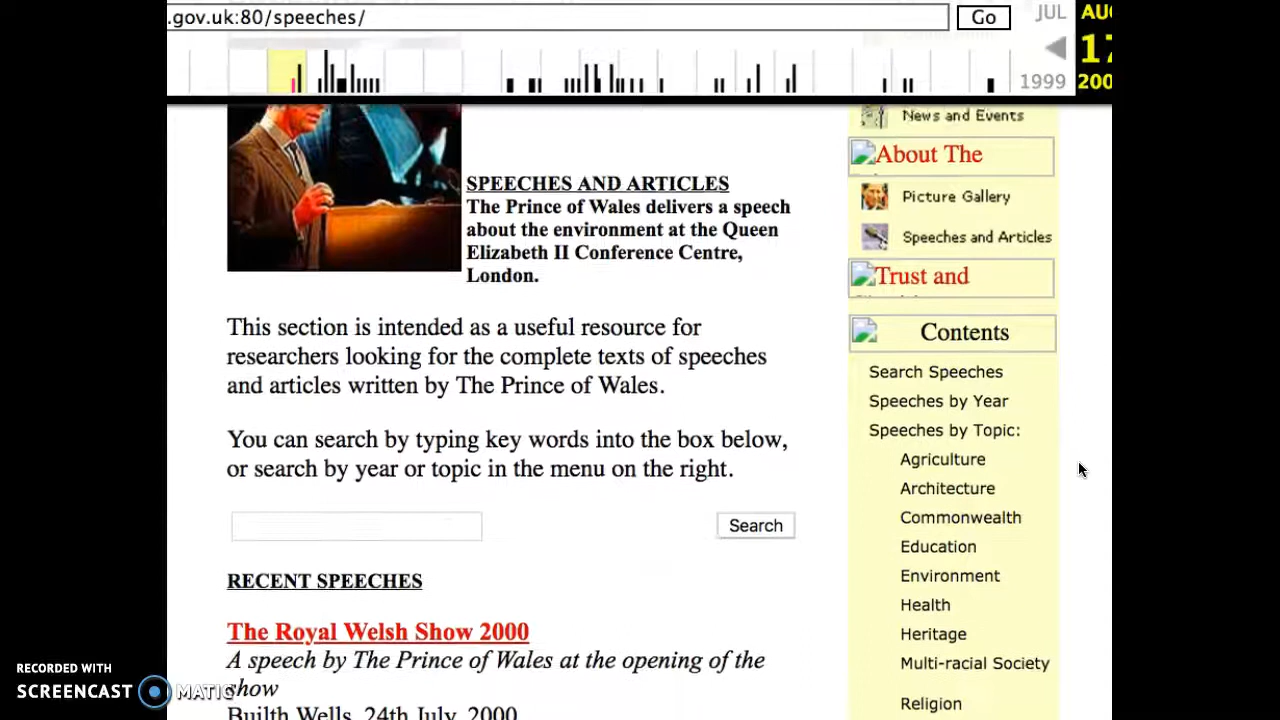 .gov.uk:80/speeches/
Go
JUL
AUG
17
1999
200
SPEECHES AND ARTICLES
The Prince of Wales delivers a speech
about the environment at the Queen
Elizabeth II Conference Centre,
London.
This section is intended as a useful resource for
researchers looking for the complete texts of speeches
and articles written by The Prince of Wales.
You can search by typing key words into the box below,
or search by year or topic in the menu on the right.
Search
RECENT SPEECHES
The Royal Welsh Show 2000
A speech by The Prince of Wales at the opening of the
show
Builth Wells, 24th July, 2000
News and Events
About The
Picture Gallery
Speeches and Articles
Trust and
Contents
Search Speeches
Speeches by Year
Speeches by Topic:
Agriculture
Architecture
Commonwealth
Education
Environment
Health
Heritage
Multi-racial Society
Religion
RECORDED WITH
SCREENCAST MATIC